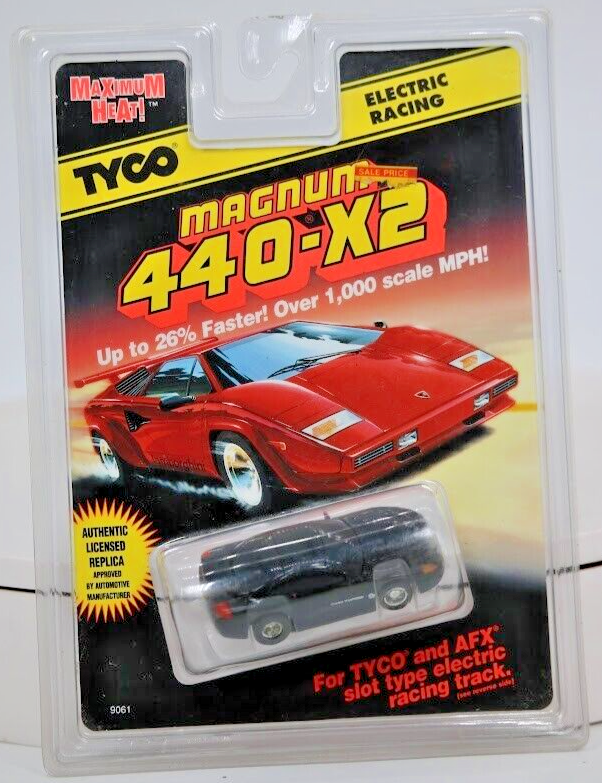 MAXIMUM
HEAT!™
ELECTRIC
RACING
TYCO®
SALE PRICE
MAGNUM
440-X2®
Up to 26% Faster! Over 1,000 scale MPH!
AUTHENTIC
LICENSED
REPLICA
APPROVED
BY AUTOMOTIVE
MANUFACTURER
For TYCO® and AFX®
slot type electric
racing track.
(see reverse side)
9061